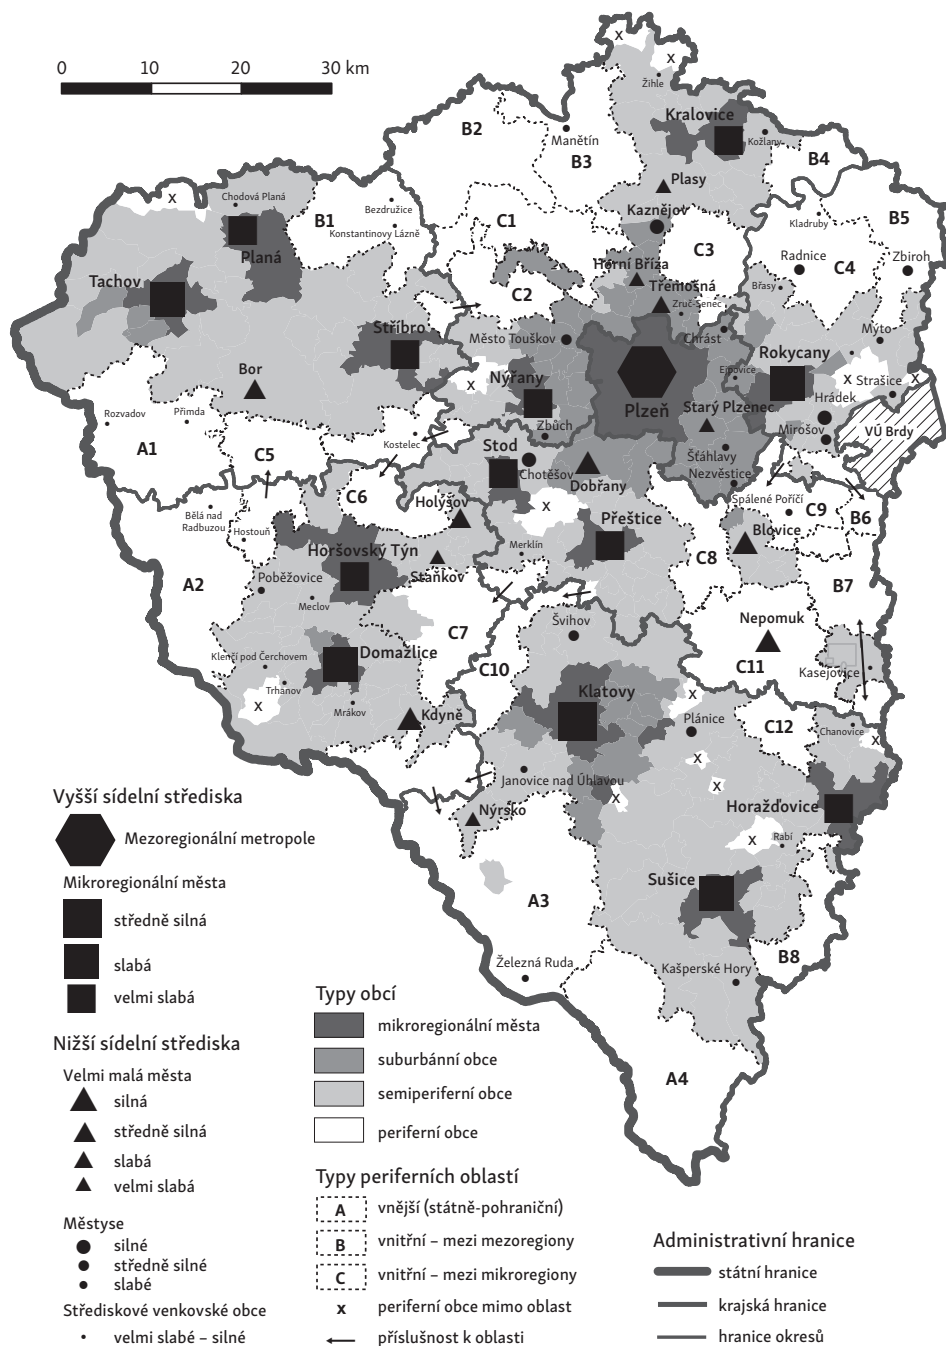 0 10 20 30 km
x
x
Žihle
Kralovice
B2
Manětín
Kožlany
B3
B4
Plasy
x
Chodová Planá
B1
Bezdružice
Kaznějov
Kladruby
B5
C1
Konstantinovy Lázně
C3
Planá
Radnice
Zbiroh
Horní Bříza
C4
Tachov
C2
Třemošná
Břasy
Zruč-Senec
Stříbro
Město Touškov
Chrást
Mýto
Rokycany
Bor
Ejpovice
x
Nýřany
x
Strašice
x
Hrádek
Rozvadov
Přimda
Plzeň
Starý Plzenec
Zbůch
Mirošov
VÚ Brdy
A1
C5
Kostelec
Stod
Šťáhlavy
Chotěšov
Nezvěstice
Dobřany
C6
Holýšov
Spálené Poříčí
Bělá nad
Radbuzou
x
C9
B6
Přeštice
Hostouň
Blovice
Horšovský Týn
Merklín
C8
Staňkov
A2
Poběžovice
B7
Meclov
Švihov
Nepomuk
C7
Klenčí pod Čerchovem
Domažlice
C10
C11
Kasejovice
Trhanov
Klatovy
x
x
Mrákov
Kdyně
Plánice
C12
Chanovice
x
x
Janovice nad Úhlavou
x
x
Horažďovice
Nýrsko
Rabí
x
Sušice
A3
B8
Železná Ruda
Kašperské Hory
A4
Vyšší sídelní střediska
Mezoregionální metropole
Mikroregionální města
středně silná
slabá
velmi slabá
Nižší sídelní střediska
Velmi malá města
silná
středně silná
slabá
velmi slabá
Městyse
silné
středně silné
slabé
Střediskové venkovské obce
velmi slabé – silné
Typy obcí
mikroregionální města
suburbánní obce
semiperiferní obce
periferní obce
Typy periferních oblastí
A vnější (státně-pohraniční)
B vnitřní – mezi mezoregiony
C vnitřní – mezi mikroregiony
x periferní obce mimo oblast
příslušnost k oblasti
Administrativní hranice
státní hranice
krajská hranice
hranice okresů